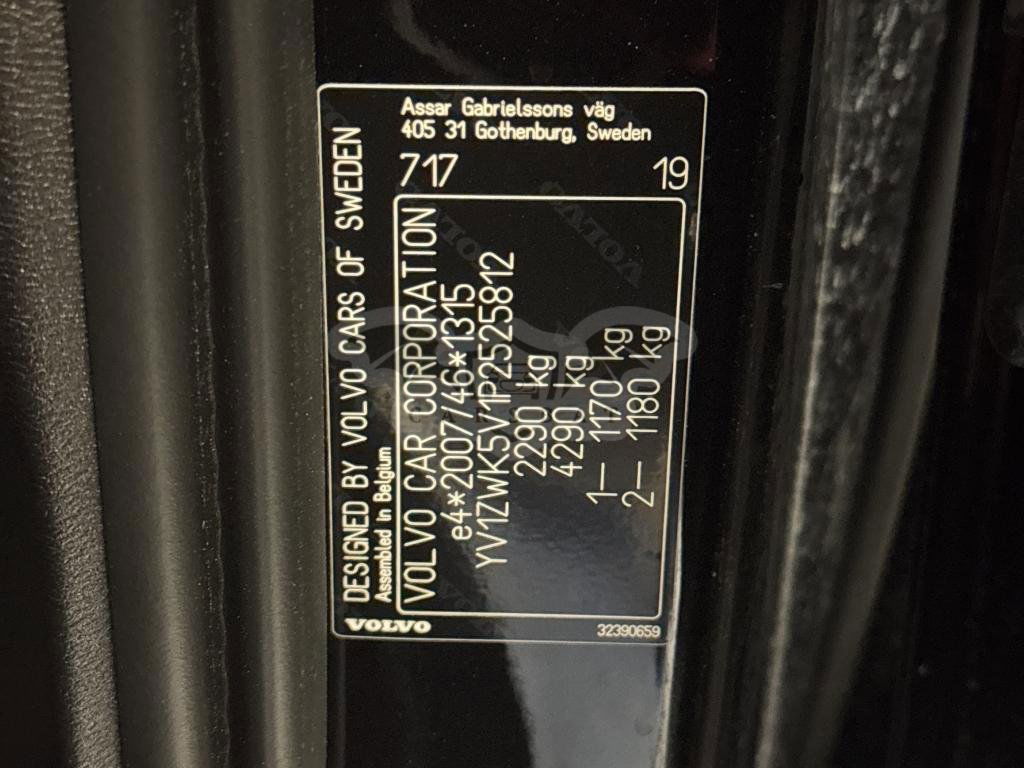 Assar Gabrielssons väg
405 31 Gothenburg, Sweden
717 19
DESIGNED BY VOLVO CARS OF SWEDEN
Assembled in Belgium
VOLVO CAR CORPORATION
e4*2007/46*1315
YV1ZWK5V1P2525812
2290 kg
4290 kg
1– 1170 kg
2– 1180 kg
VOLVO
32390659
VOLVO
VOLVO